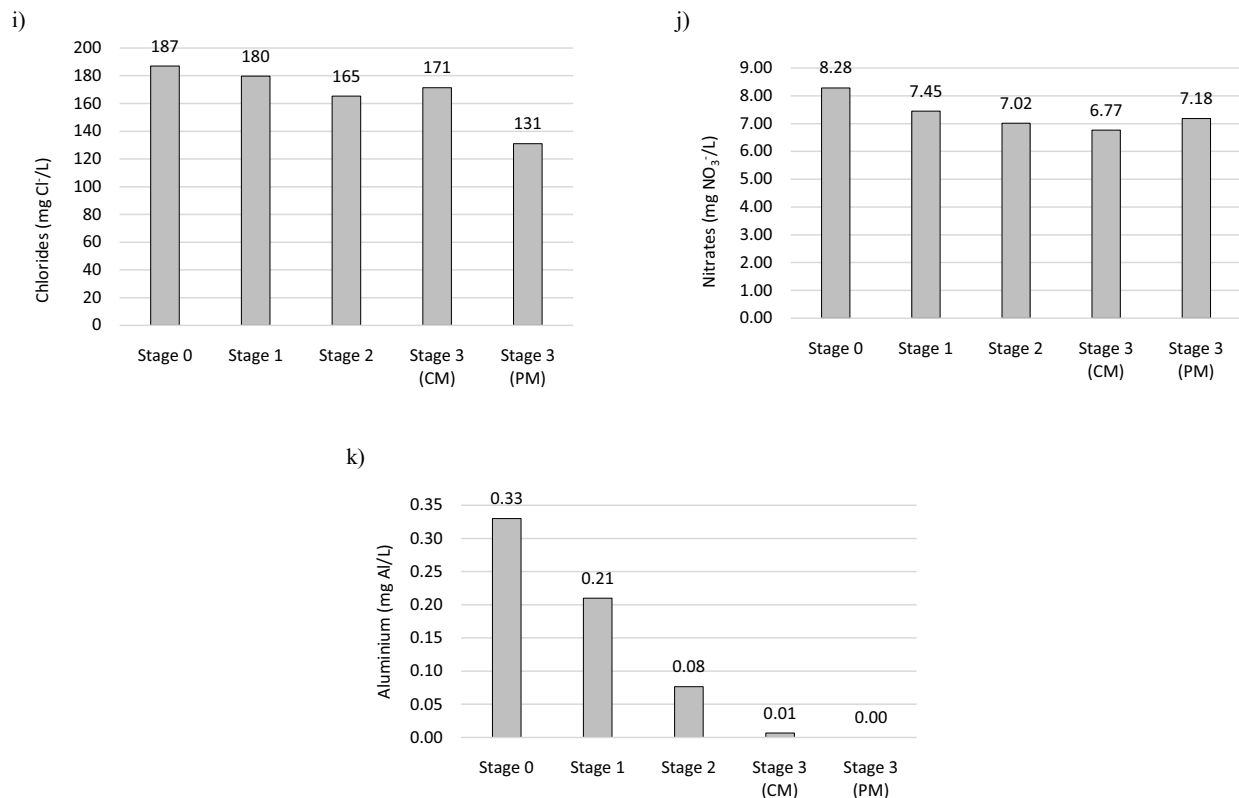 i)
Chlorides (mg Cl⁻/L)
200
180
160
140
120
100
80
60
40
20
0
187
180
165
171
131
Stage 0
Stage 1
Stage 2
Stage 3
(CM)
Stage 3
(PM)
j)
Nitrates (mg NO₃⁻/L)
9.00
8.00
7.00
6.00
5.00
4.00
3.00
2.00
1.00
0.00
8.28
7.45
7.02
6.77
7.18
Stage 0
Stage 1
Stage 2
Stage 3
(CM)
Stage 3
(PM)
k)
Aluminium (mg Al/L)
0.35
0.30
0.25
0.20
0.15
0.10
0.05
0.00
0.33
0.21
0.08
0.01
0.00
Stage 0
Stage 1
Stage 2
Stage 3
(CM)
Stage 3
(PM)